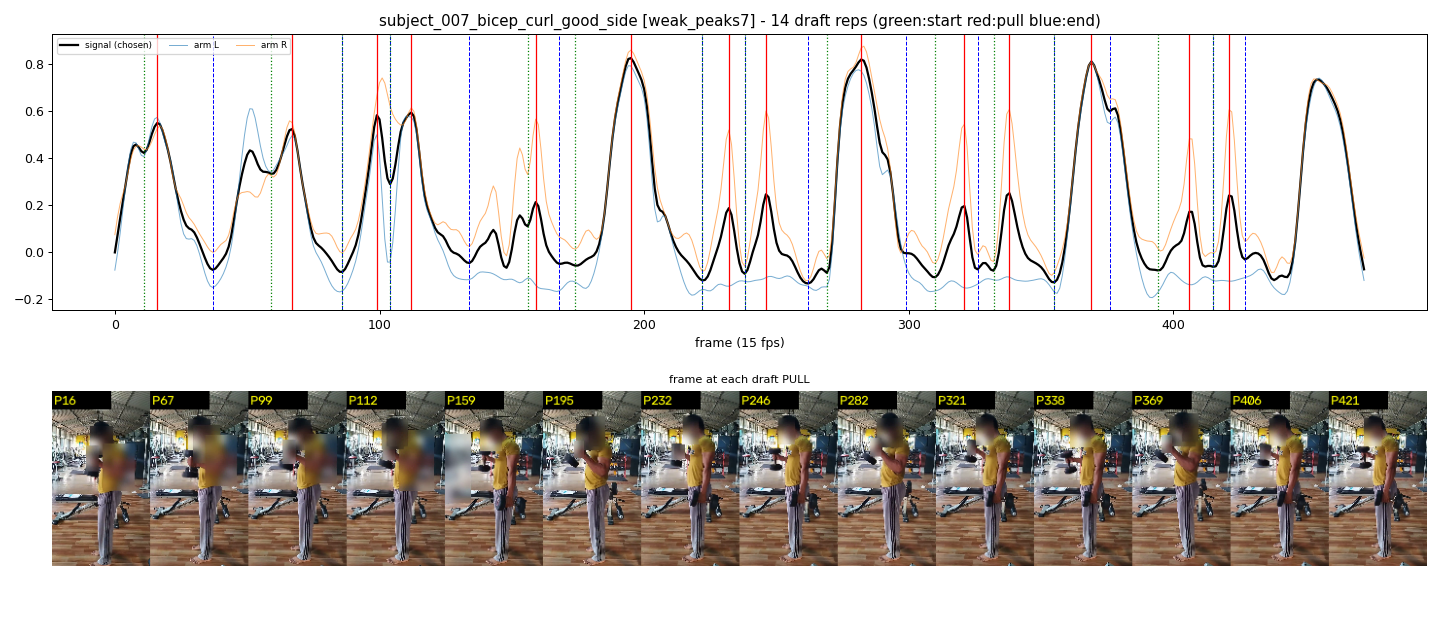 subject_007_bicep_curl_good_side [weak_peaks7] - 14 draft reps (green:start red:pull blue:end)
signal (chosen) arm L arm R
0.8
0.6
0.4
0.2
0.0
−0.2
0 100 200 300 400
frame (15 fps)
frame at each draft PULL
P16 P67 P99 P112 P159 P195 P232 P246 P282 P321 P338 P369 P406 P421